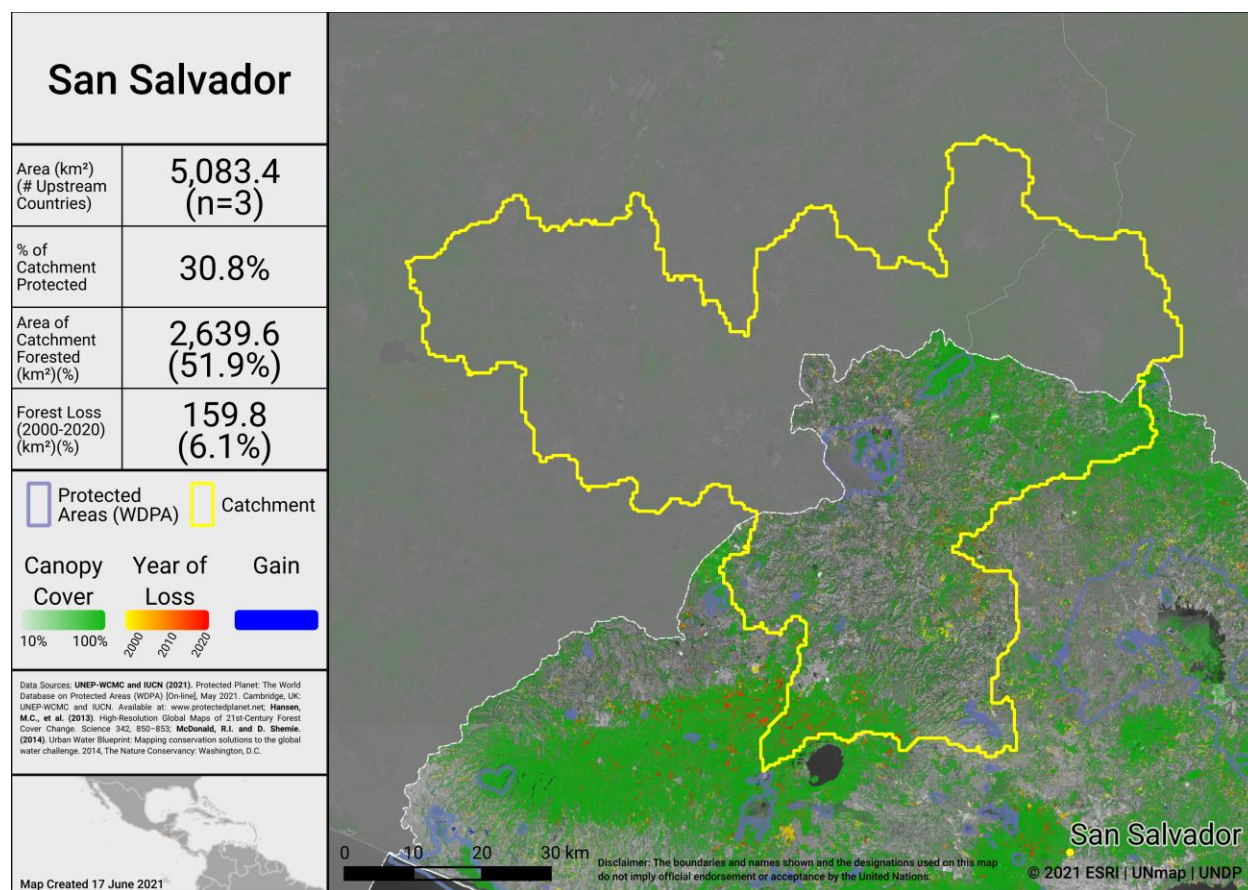 San Salvador
Area (km²)
(# Upstream
Countries)
5,083.4
(n=3)
% of
Catchment
Protected
30.8%
Area of
Catchment
Forested
(km²)(%)
2,639.6
(51.9%)
Forest Loss
(2000-2020)
(km²)(%)
159.8
(6.1%)
Protected
Areas (WDPA)
Catchment
Canopy
Cover
10% 100%
Year of
Loss
2000 2010 2020
Gain
Data Sources: UNEP-WCMC and IUCN (2021). Protected Planet: The World
Database on Protected Areas (WDPA) [On-line], May 2021. Cambridge, UK:
UNEP-WCMC and IUCN. Available at: www.protectedplanet.net; Hansen,
M.C., et al. (2013). High-Resolution Global Maps of 21st-Century Forest
Cover Change. Science 342, 850–853; McDonald, R.I. and D. Shemie.
(2014). Urban Water Blueprint: Mapping conservation solutions to the global
water challenge. 2014, The Nature Conservancy: Washington, D.C.
Map Created 17 June 2021
0 10 20 30 km
Disclaimer: The boundaries and names shown and the designations used on this map
do not imply official endorsement or acceptance by the United Nations.
San Salvador
© 2021 ESRI | UNmap | UNDP